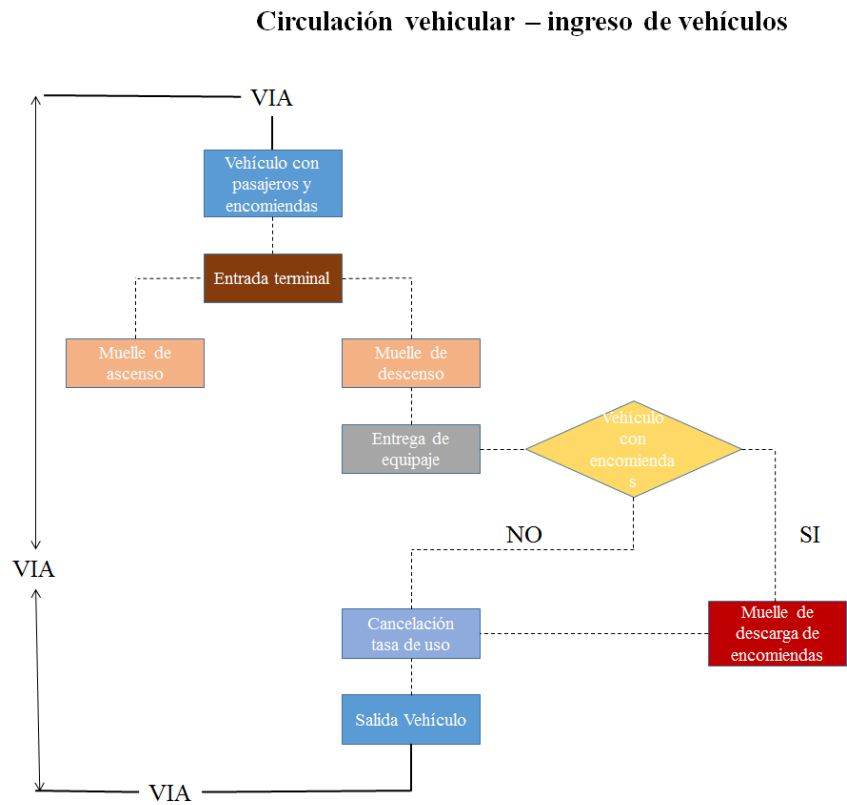 Circulación vehicular – ingreso de vehículos
VIA
Vehículo con
pasajeros y
encomiendas
Entrada terminal
Muelle de
ascenso
Muelle de
descenso
Entrega de
equipaje
Vehículo
con
encomienda
s
NO
SI
VIA
Cancelación
tasa de uso
Muelle de
descarga de
encomiendas
Salida Vehículo
VIA